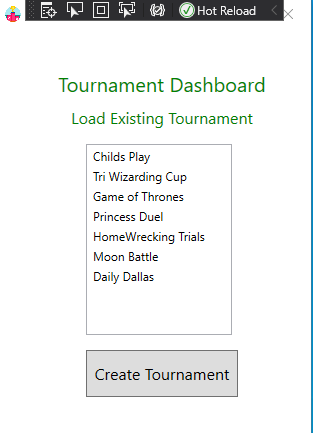 Hot Reload
Tournament Dashboard
Load Existing Tournament
Childs Play
Tri Wizarding Cup
Game of Thrones
Princess Duel
HomeWrecking Trials
Moon Battle
Daily Dallas
Create Tournament